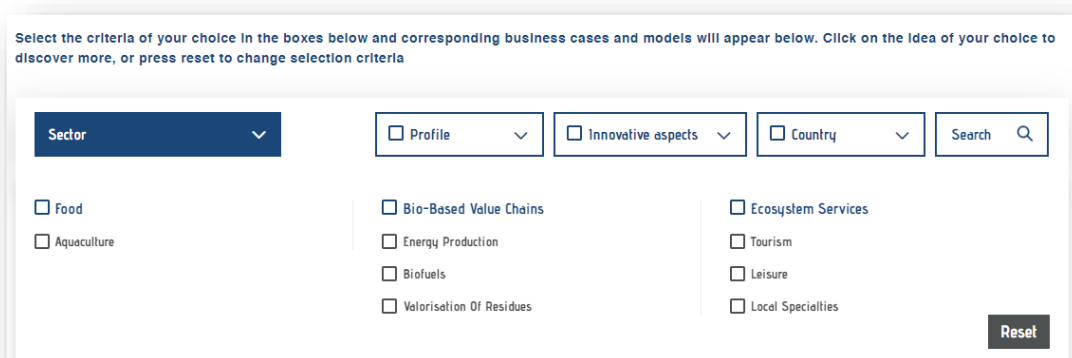 Select the criteria of your choice in the boxes below and corresponding business cases and models will appear below. Click on the idea of your choice to
discover more, or press reset to change selection criteria
Sector
Profile
Innovative aspects
Country
Search
Food
Bio-Based Value Chains
Ecosystem Services
Aquaculture
Energy Production
Tourism
Biofuels
Leisure
Valorisation Of Residues
Local Specialties
Reset